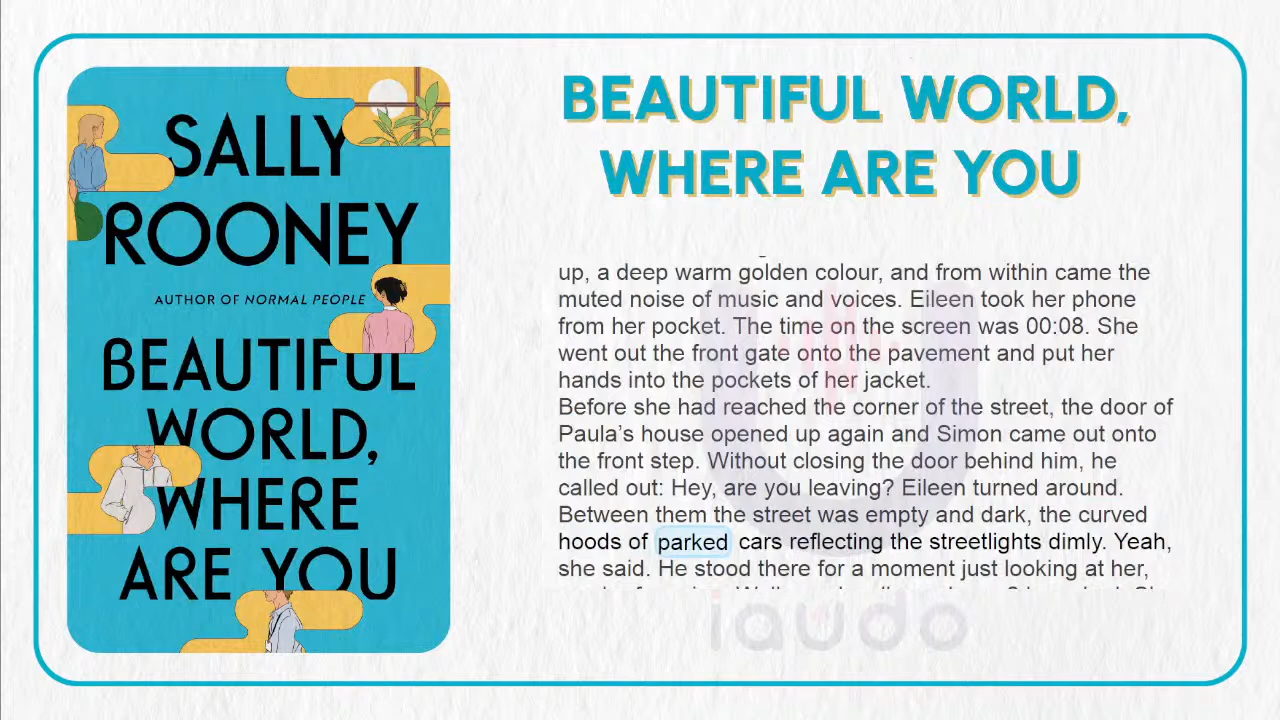 SALLY
ROONEY
AUTHOR OF NORMAL PEOPLE
BEAUTIFUL
WORLD,
WHERE
ARE YOU
BEAUTIFUL WORLD,
WHERE ARE YOU
up, a deep warm golden colour, and from within came the
muted noise of music and voices. Eileen took her phone
from her pocket. The time on the screen was 00:08. She
went out the front gate onto the pavement and put her
hands into the pockets of her jacket.
Before she had reached the corner of the street, the door of
Paula’s house opened up again and Simon came out onto
the front step. Without closing the door behind him, he
called out: Hey, are you leaving? Eileen turned around.
Between them the street was empty and dark, the curved
hoods of parked cars reflecting the streetlights dimly. Yeah,
she said. He stood there for a moment just looking at her,
iaudo